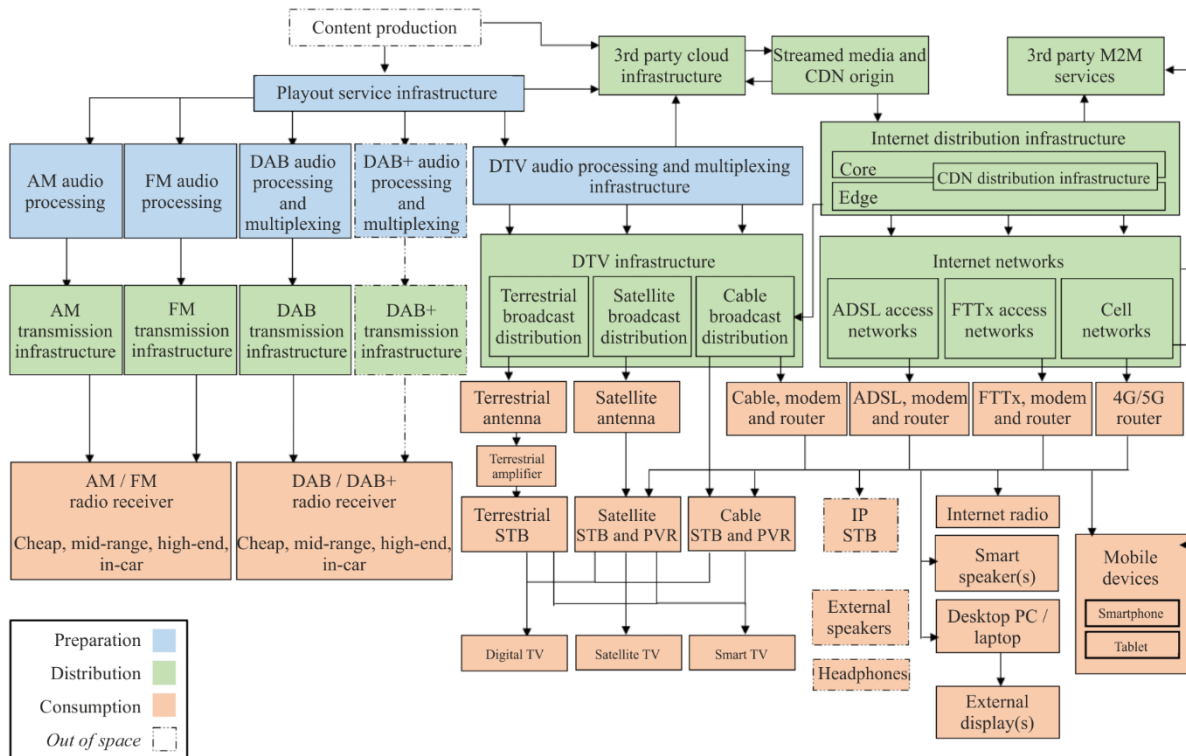 Content production
3rd party cloud
infrastructure
Streamed media and
CDN origin
3rd party M2M
services
Playout service infrastructure
Internet distribution infrastructure
Core
CDN distribution infrastructure
Edge
AM audio
processing
FM audio
processing
DAB audio
processing
and
multiplexing
DAB+ audio
processing
and
multiplexing
DTV audio processing and multiplexing
infrastructure
DTV infrastructure
Terrestrial
broadcast
distribution
Satellite
broadcast
distribution
Cable
broadcast
distribution
Internet networks
ADSL access
networks
FTTx access
networks
Cell
networks
AM
transmission
infrastructure
FM
transmission
infrastructure
DAB
transmission
infrastructure
DAB+
transmission
infrastructure
Terrestrial
antenna
Satellite
antenna
Cable, modem
and router
ADSL, modem
and router
FTTx, modem
and router
4G/5G
router
Terrestrial
amplifier
AM / FM
radio receiver
Cheap, mid-range, high-end,
in-car
DAB / DAB+
radio receiver
Cheap, mid-range, high-end,
in-car
Terrestrial
STB
Satellite
STB and PVR
Cable
STB and PVR
IP
STB
Internet radio
Smart
speaker(s)
Mobile
devices
Smartphone
Tablet
External
speakers
Desktop PC /
laptop
Headphones
External
display(s)
Digital TV
Satellite TV
Smart TV
Preparation
Distribution
Consumption
Out of space